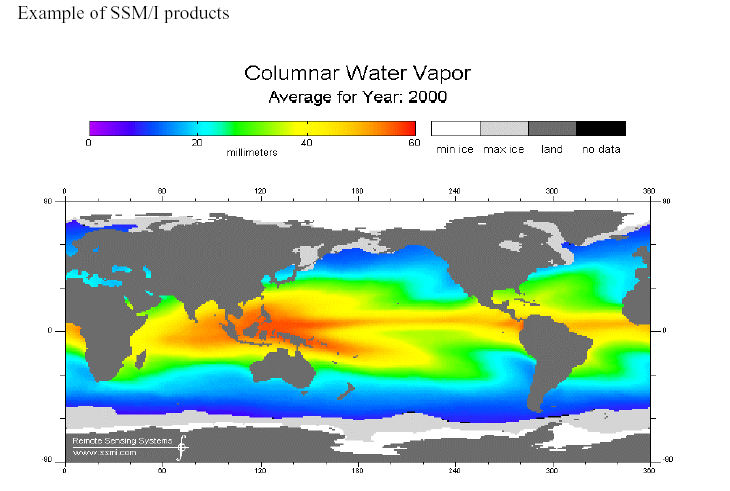 Example of SSM/I products
Columnar Water Vapor
Average for Year: 2000
0 20 40 60
millimeters
min ice max ice land no data
0 60 120 180 240 300 360
90 90
0 0
-90 -90
Remote Sensing Systems
www.ssmi.com
0 60 120 180 240 300 360